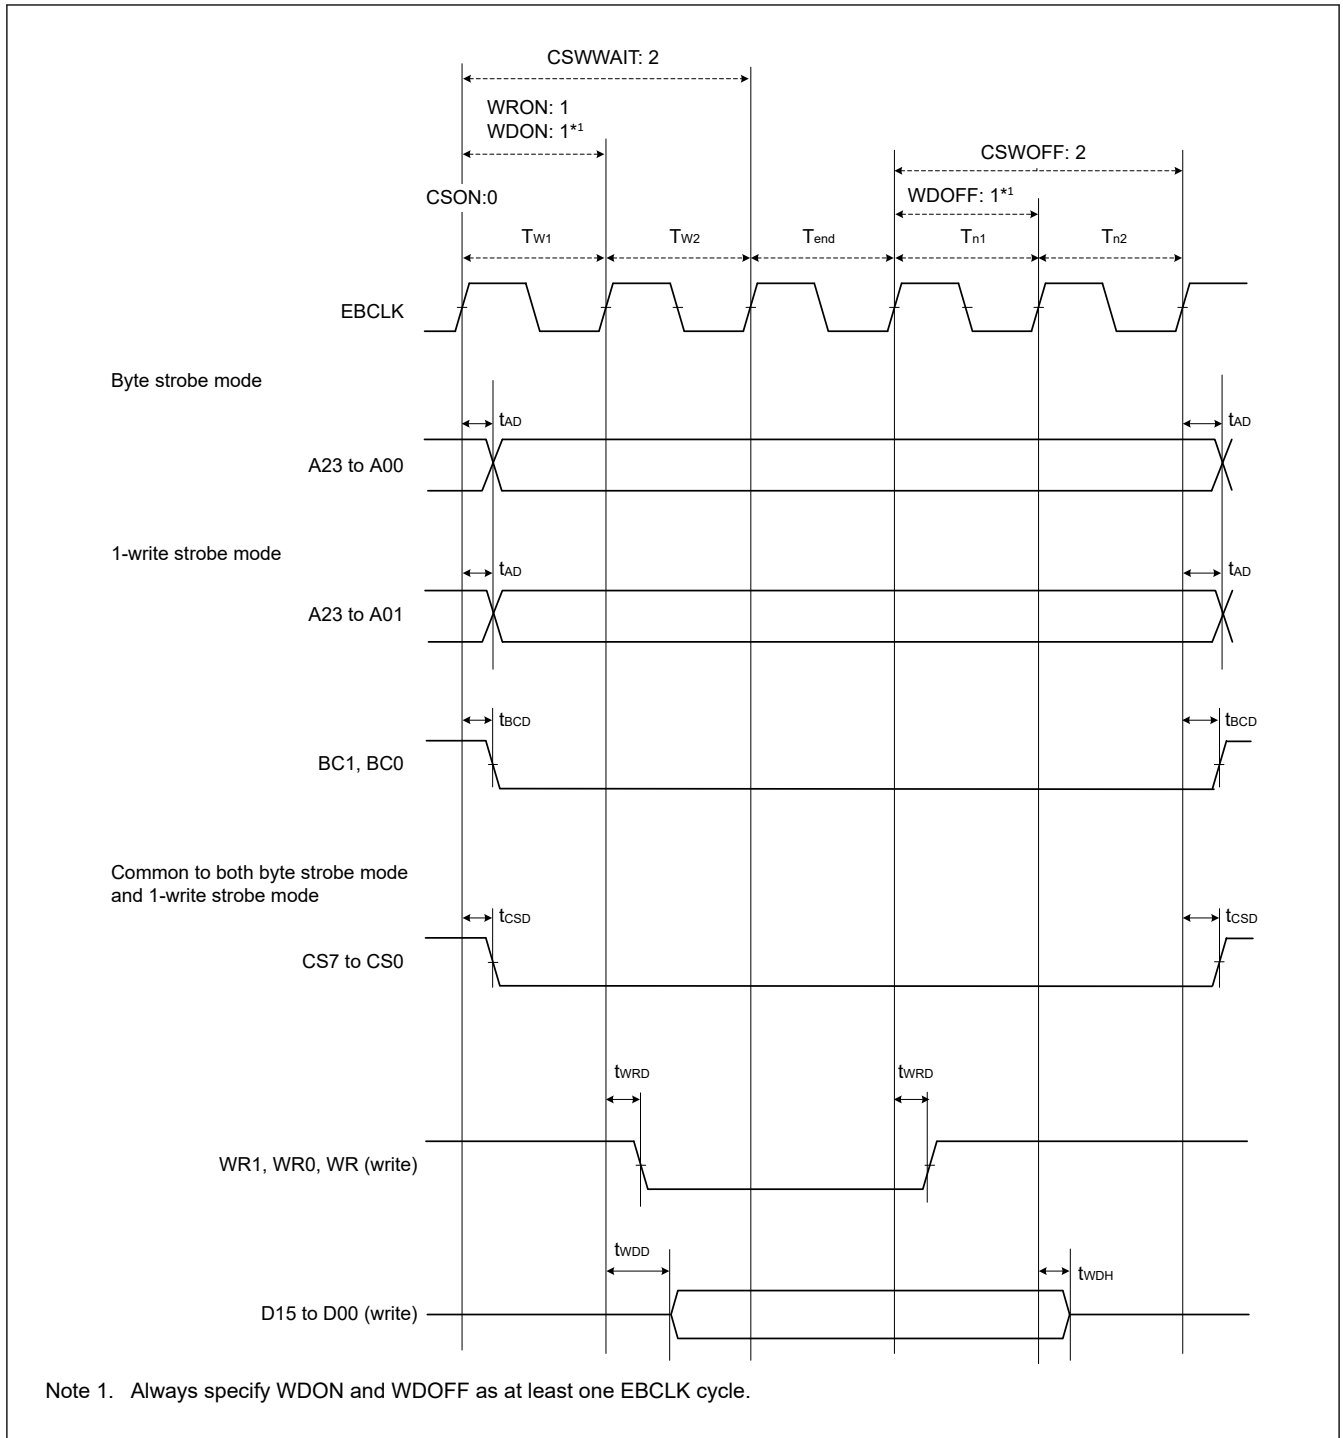 CSWWAIT: 2
WRON: 1
WDON: 1*1
CSWOFF: 2
WDOFF: 1*1
CSON:0
TW1 TW2 Tend Tn1 Tn2
EBCLK
Byte strobe mode
tAD tAD
A23 to A00
1-write strobe mode
tAD tAD
A23 to A01
tBCD tBCD
BC1, BC0
Common to both byte strobe mode
and 1-write strobe mode
tCSD tCSD
CS7 to CS0
tWRD tWRD
WR1, WR0, WR (write)
tWDD tWDH
D15 to D00 (write)
Note 1. Always specify WDON and WDOFF as at least one EBCLK cycle.